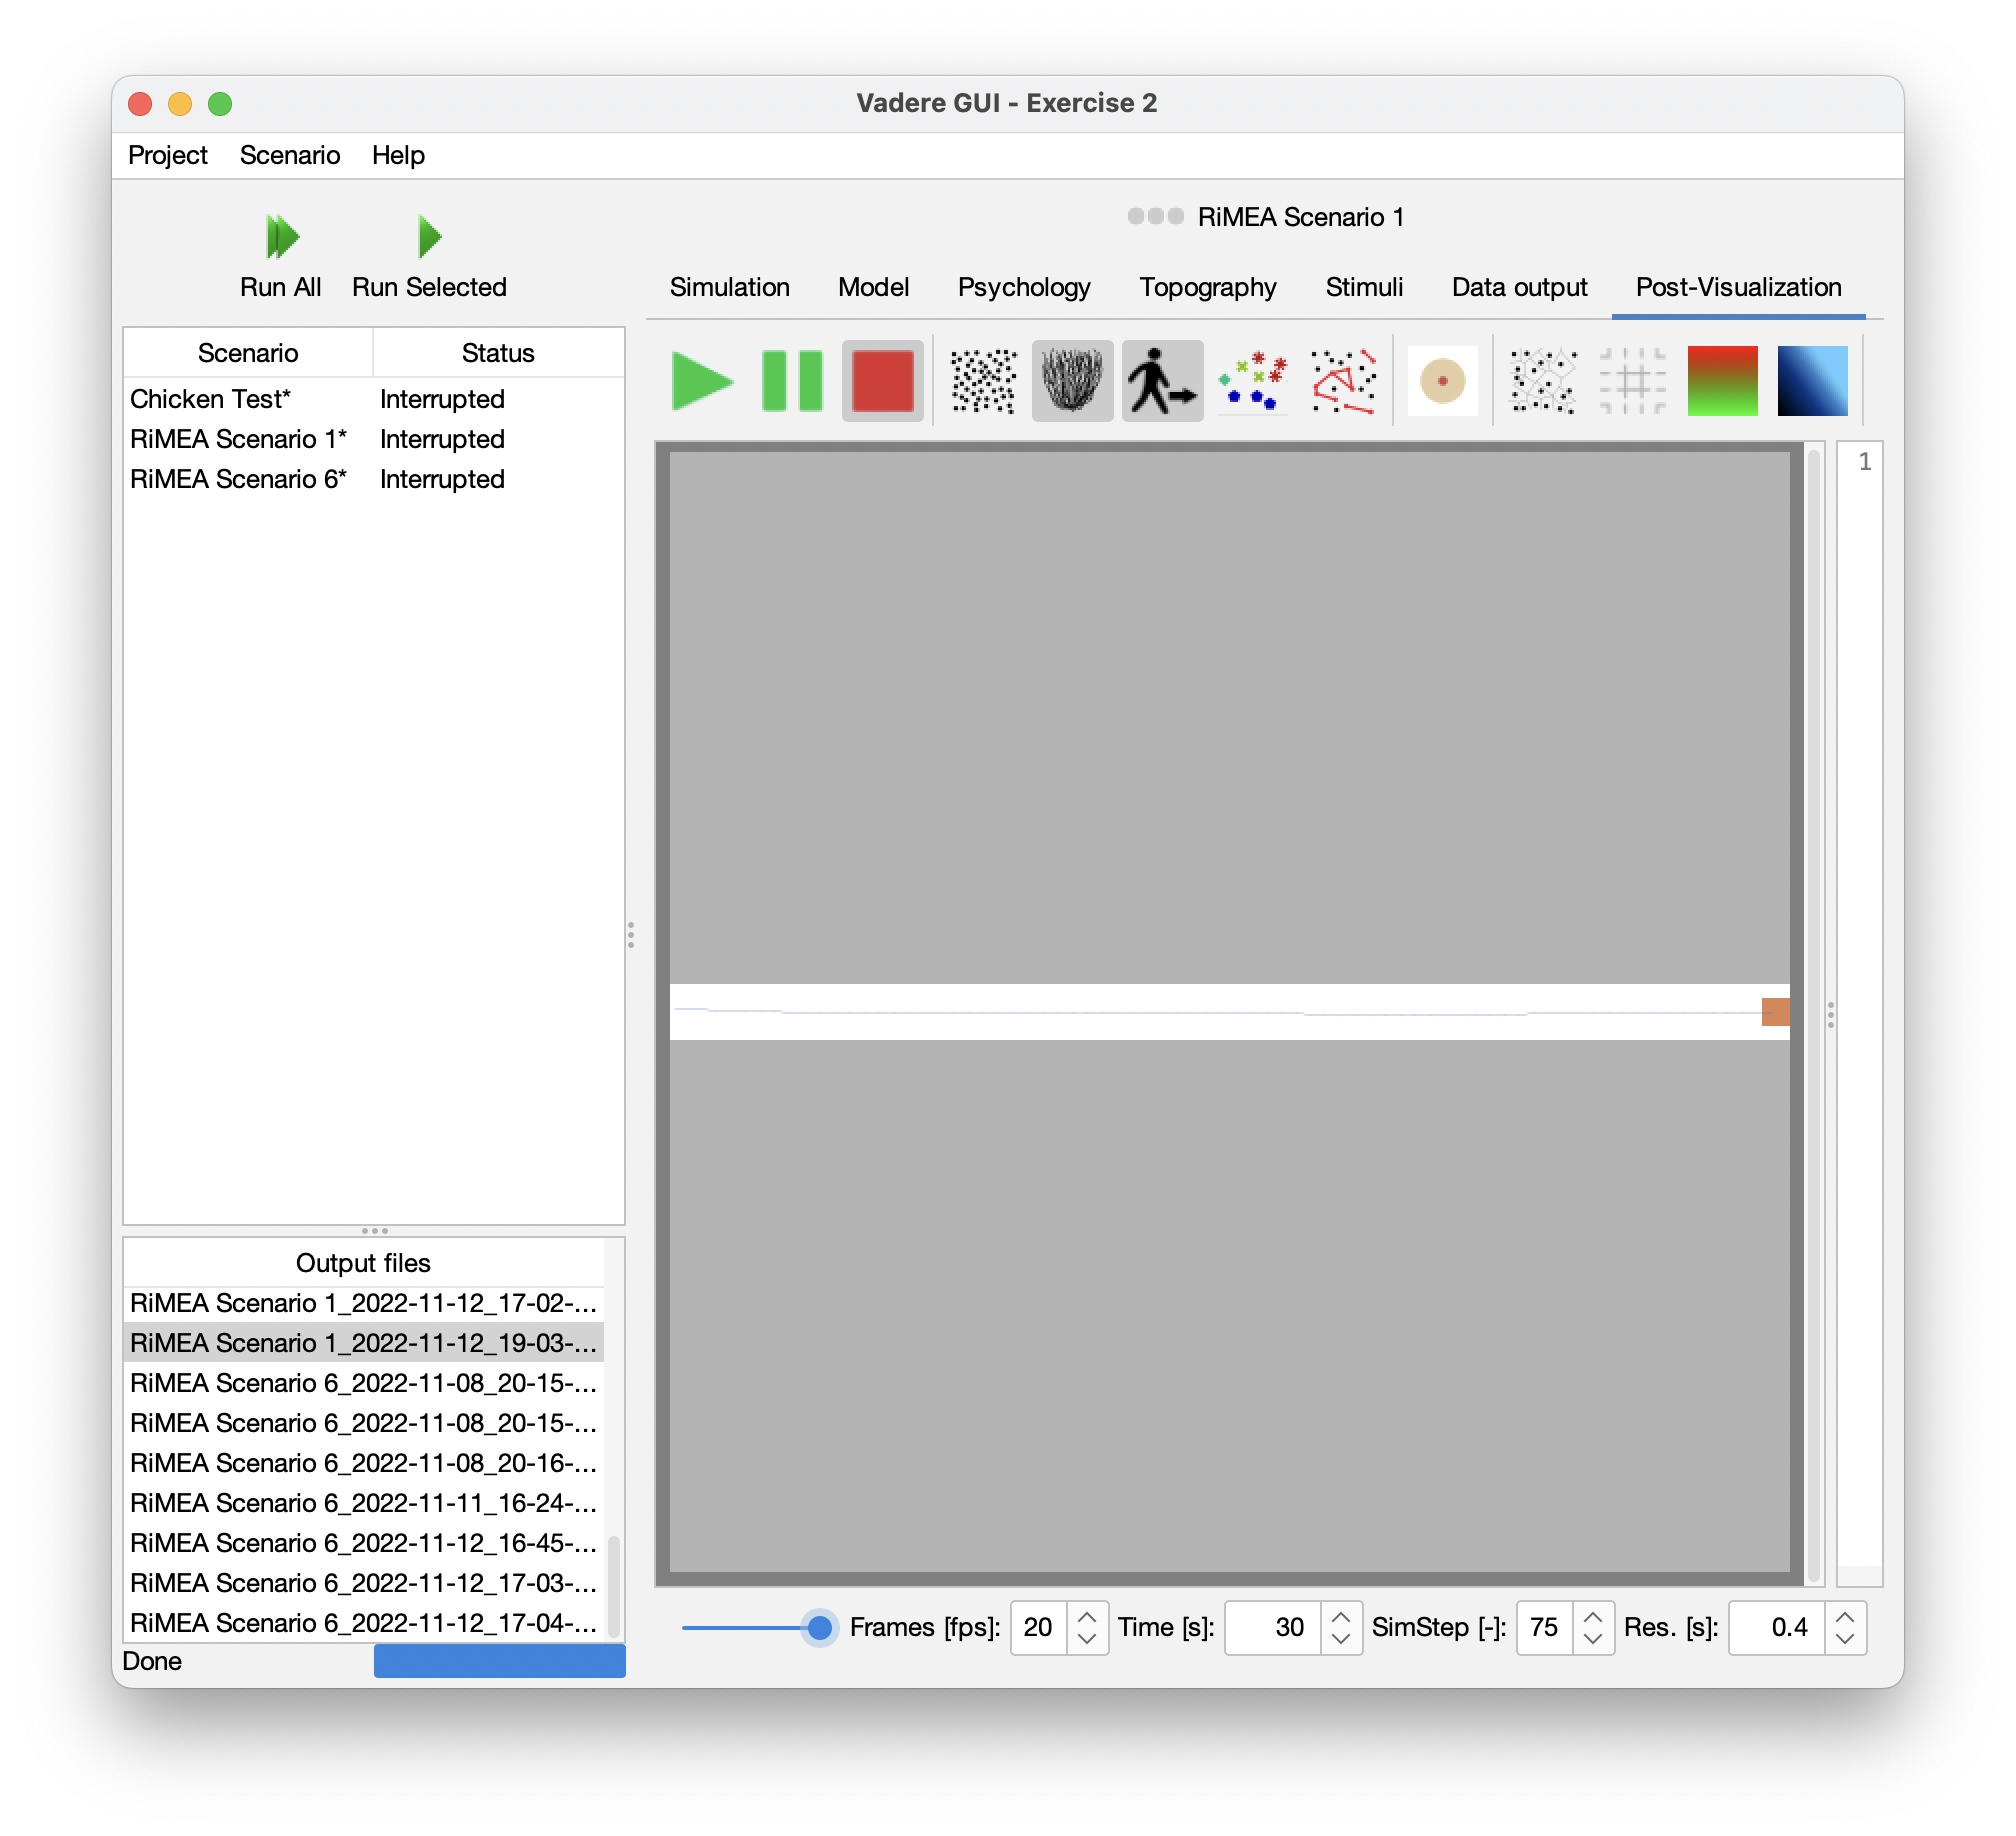 Vadere GUI - Exercise 2
Project Scenario Help
Run All Run Selected
Scenario Status
Chicken Test* Interrupted
RiMEA Scenario 1* Interrupted
RiMEA Scenario 6* Interrupted
Output files
RiMEA Scenario 1_2022-11-12_17-02-...
RiMEA Scenario 1_2022-11-12_19-03-...
RiMEA Scenario 6_2022-11-08_20-15-...
RiMEA Scenario 6_2022-11-08_20-15-...
RiMEA Scenario 6_2022-11-08_20-16-...
RiMEA Scenario 6_2022-11-11_16-24-...
RiMEA Scenario 6_2022-11-12_16-45-...
RiMEA Scenario 6_2022-11-12_17-03-...
RiMEA Scenario 6_2022-11-12_17-04-...
Done
RiMEA Scenario 1
Simulation Model Psychology Topography Stimuli Data output Post-Visualization
1
Frames [fps]: 20 Time [s]: 30 SimStep [-]: 75 Res. [s]: 0.4